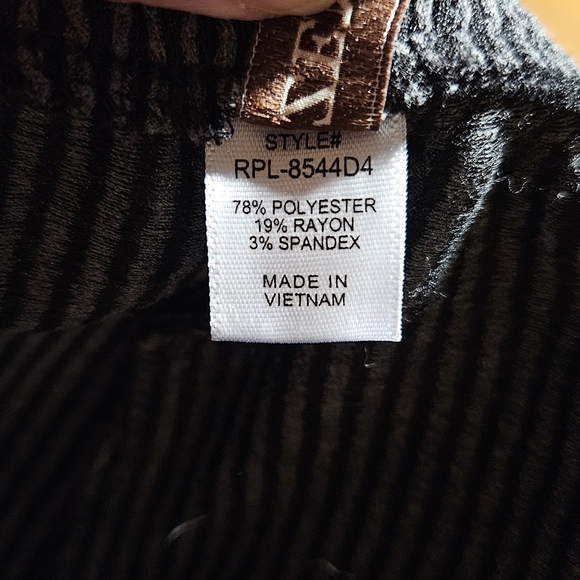 STYLE#
RPL-8544D4
78% POLYESTER
19% RAYON
3% SPANDEX
MADE IN
VIETNAM